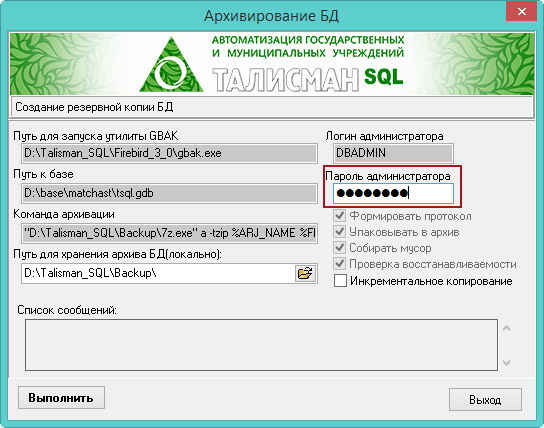 Архивирование БД
АВТОМАТИЗАЦИЯ ГОСУДАРСТВЕННЫХ
И МУНИЦИПАЛЬНЫХ УЧРЕЖДЕНИЙ
ТАЛИСМАН SQL
Создание резервной копии БД
Путь для запуска утилиты GBAK
D:\Talisman_SQL\Firebird_3_0\gbak.exe
Логин администратора
DBADMIN
Путь к базе
D:\base\matchast\tsql.gdb
Пароль администратора
●●●●●●●●
Команда архивации
"D:\Talisman_SQL\Backup\7z.exe" a -tzip %ARJ_NAME %FI
Формировать протокол
Упаковывать в архив
Собирать мусор
Проверка восстанавливаемости
Инкрементальное копирование
Путь для хранения архива БД(локально):
D:\Talisman_SQL\Backup\
Список сообщений:
Выполнить
Выход